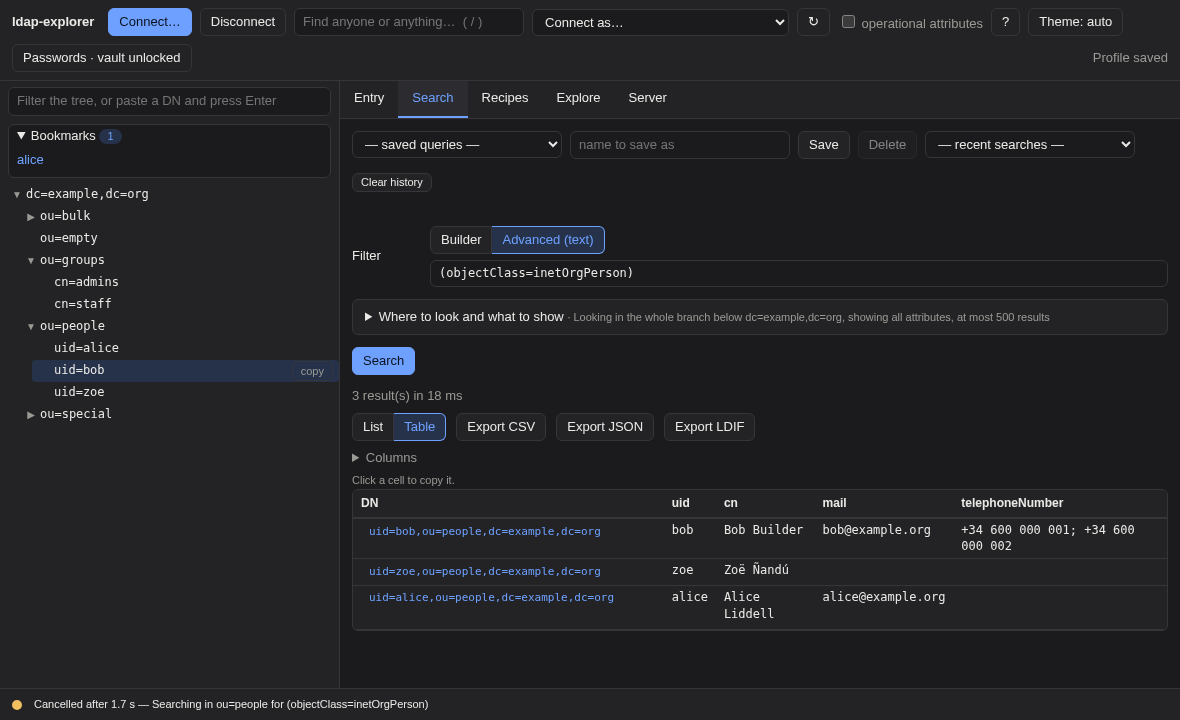 ldap-explorer Connect… Disconnect Find anyone or anything… ( / ) Connect as… ↻ operational attributes ? Theme: auto
Passwords · vault unlocked Profile saved
Filter the tree, or paste a DN and press Enter
Entry Search Recipes Explore Server
▼ Bookmarks 1
alice
▼ dc=example,dc=org
▶ ou=bulk
ou=empty
▼ ou=groups
cn=admins
cn=staff
▼ ou=people
uid=alice
uid=bob copy
uid=zoe
▶ ou=special
— saved queries — name to save as Save Delete — recent searches —
Clear history
Filter
Builder Advanced (text)
(objectClass=inetOrgPerson)
▶ Where to look and what to show · Looking in the whole branch below dc=example,dc=org, showing all attributes, at most 500 results
Search
3 result(s) in 18 ms
List Table Export CSV Export JSON Export LDIF
▶ Columns
Click a cell to copy it.
DN uid cn mail telephoneNumber
uid=bob,ou=people,dc=example,dc=org bob Bob Builder bob@example.org +34 600 000 001; +34 600
000 002
uid=zoe,ou=people,dc=example,dc=org zoe Zoë Ñandú
uid=alice,ou=people,dc=example,dc=org alice Alice alice@example.org
Liddell
Cancelled after 1.7 s — Searching in ou=people for (objectClass=inetOrgPerson)